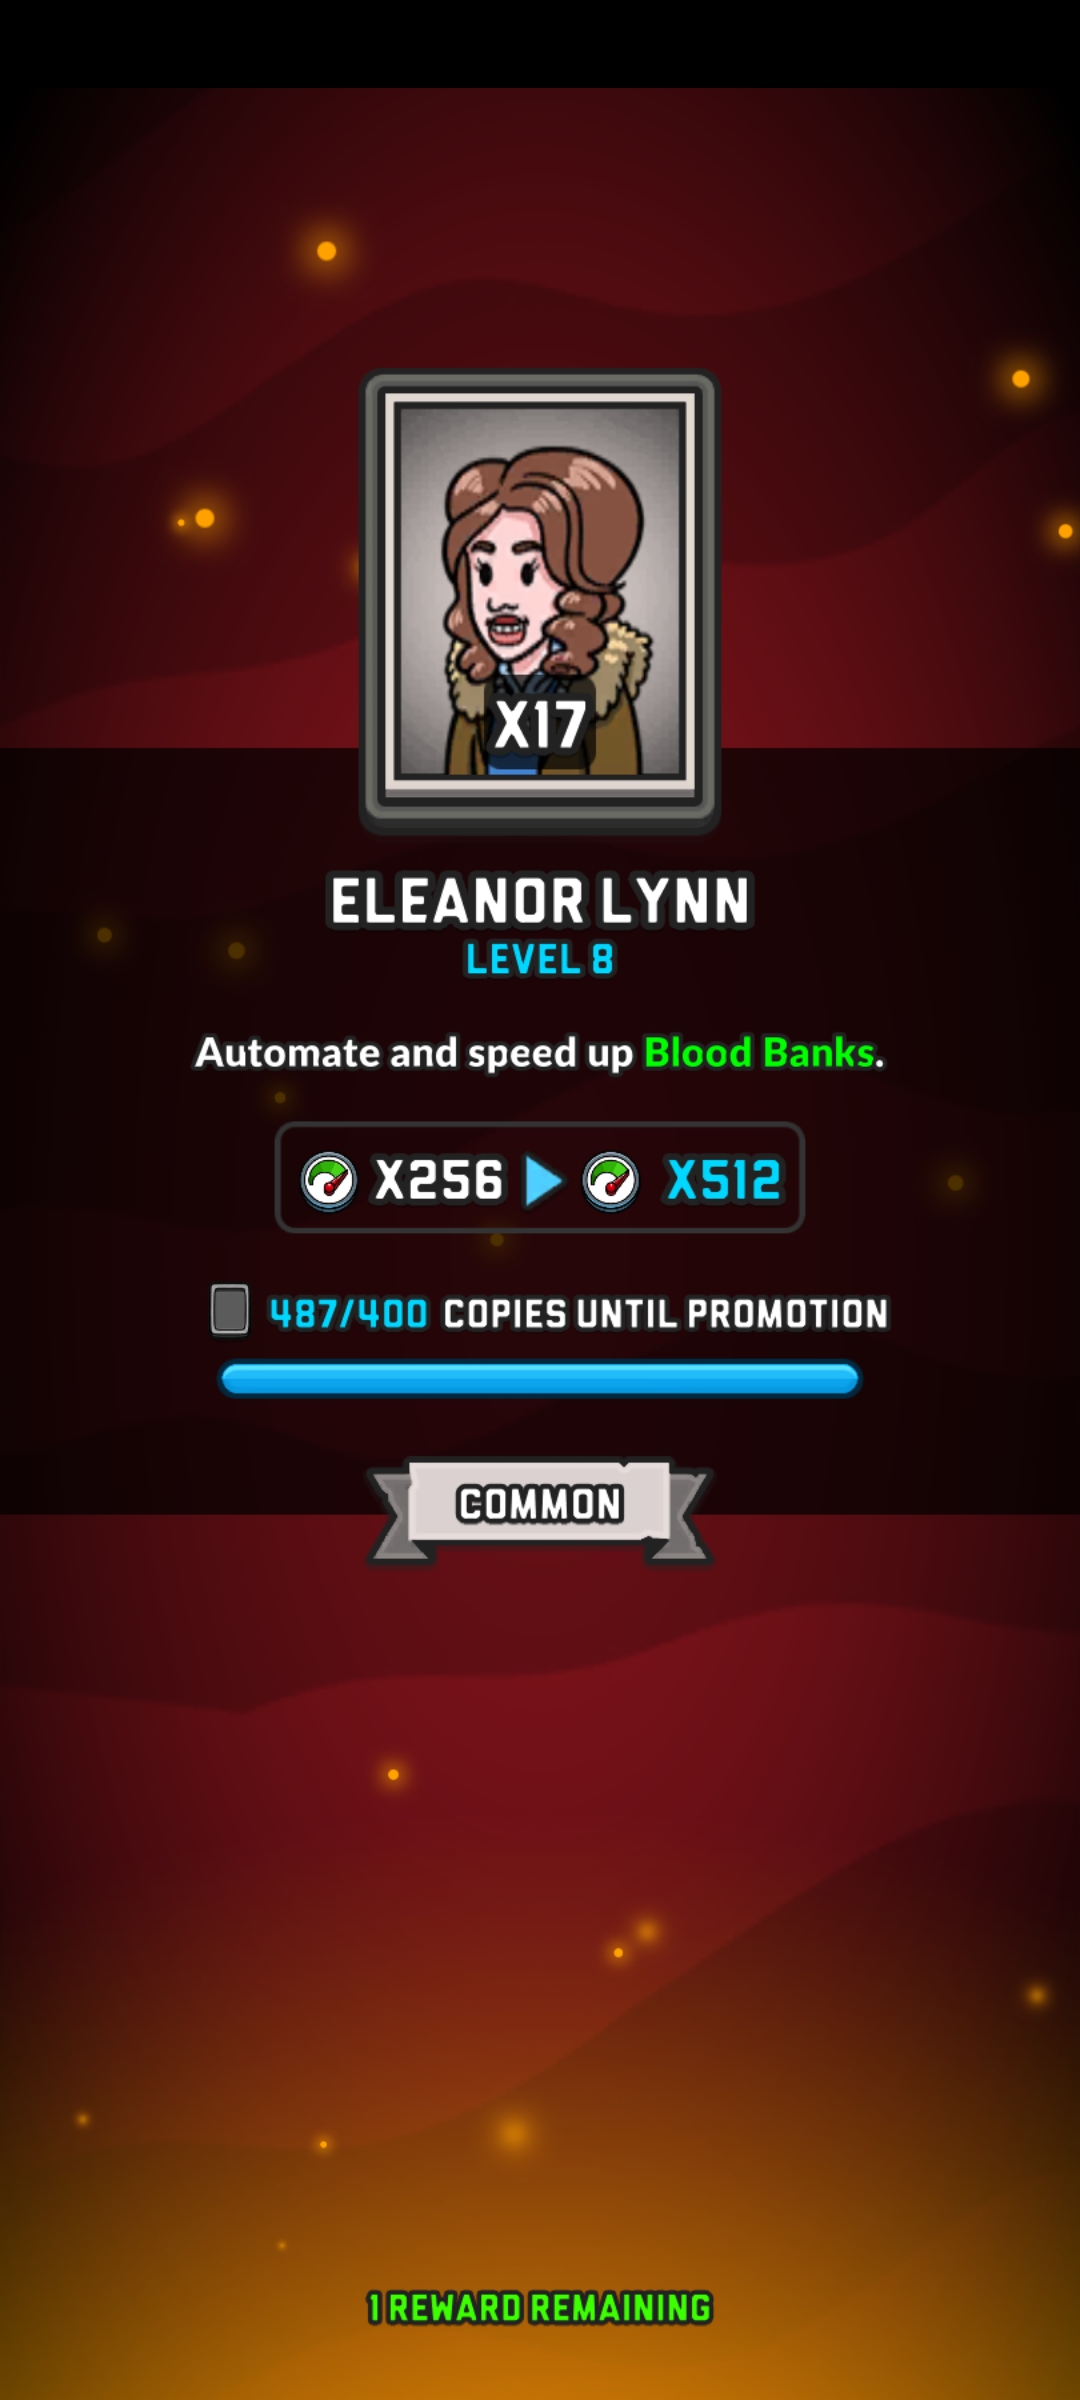 X17
ELEANOR LYNN
LEVEL 8
Automate and speed up Blood Banks.
X256 X512
487/400 COPIES UNTIL PROMOTION
COMMON
1 REWARD REMAINING